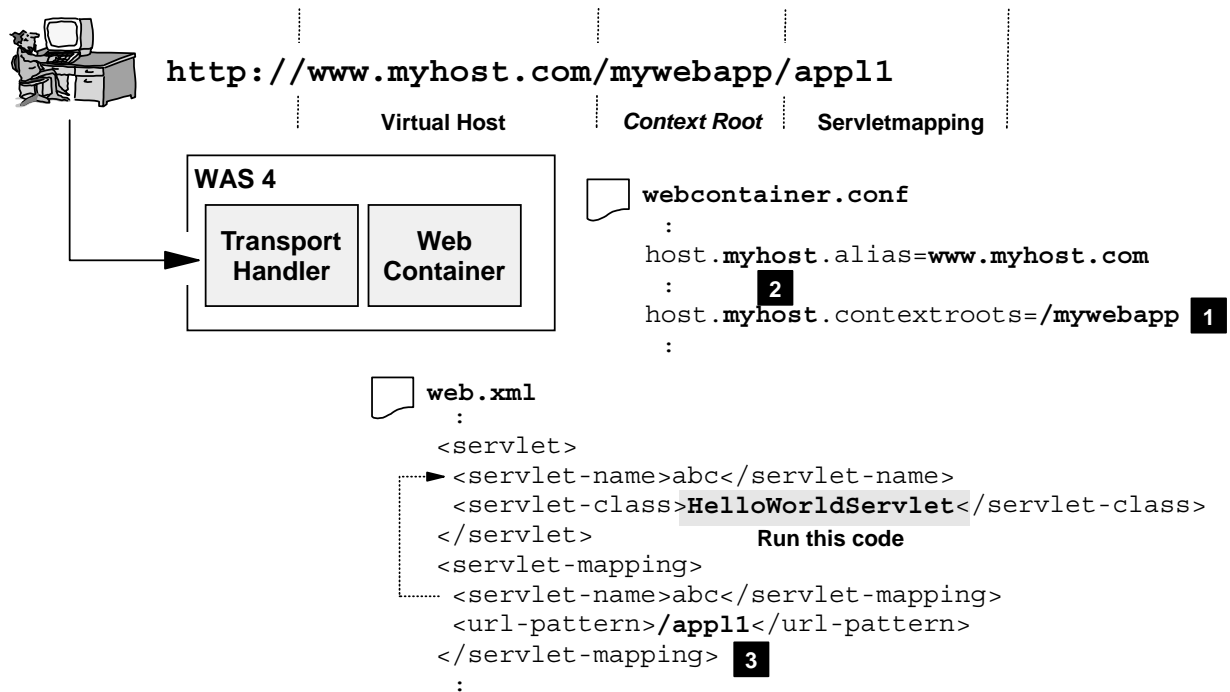 http://www.myhost.com/mywebapp/appl1
Virtual Host
Context Root
Servletmapping
WAS 4
Transport
Handler
Web
Container
webcontainer.conf
:
host.myhost.alias=www.myhost.com
:
2
host.myhost.contextroots=/mywebapp
1
:
web.xml
:
<servlet>
<servlet-name>abc</servlet-name>
<servlet-class>HelloWorldServlet</servlet-class>
</servlet>
Run this code
<servlet-mapping>
<servlet-name>abc</servlet-mapping>
<url-pattern>/appl1</url-pattern>
</servlet-mapping>
3
: